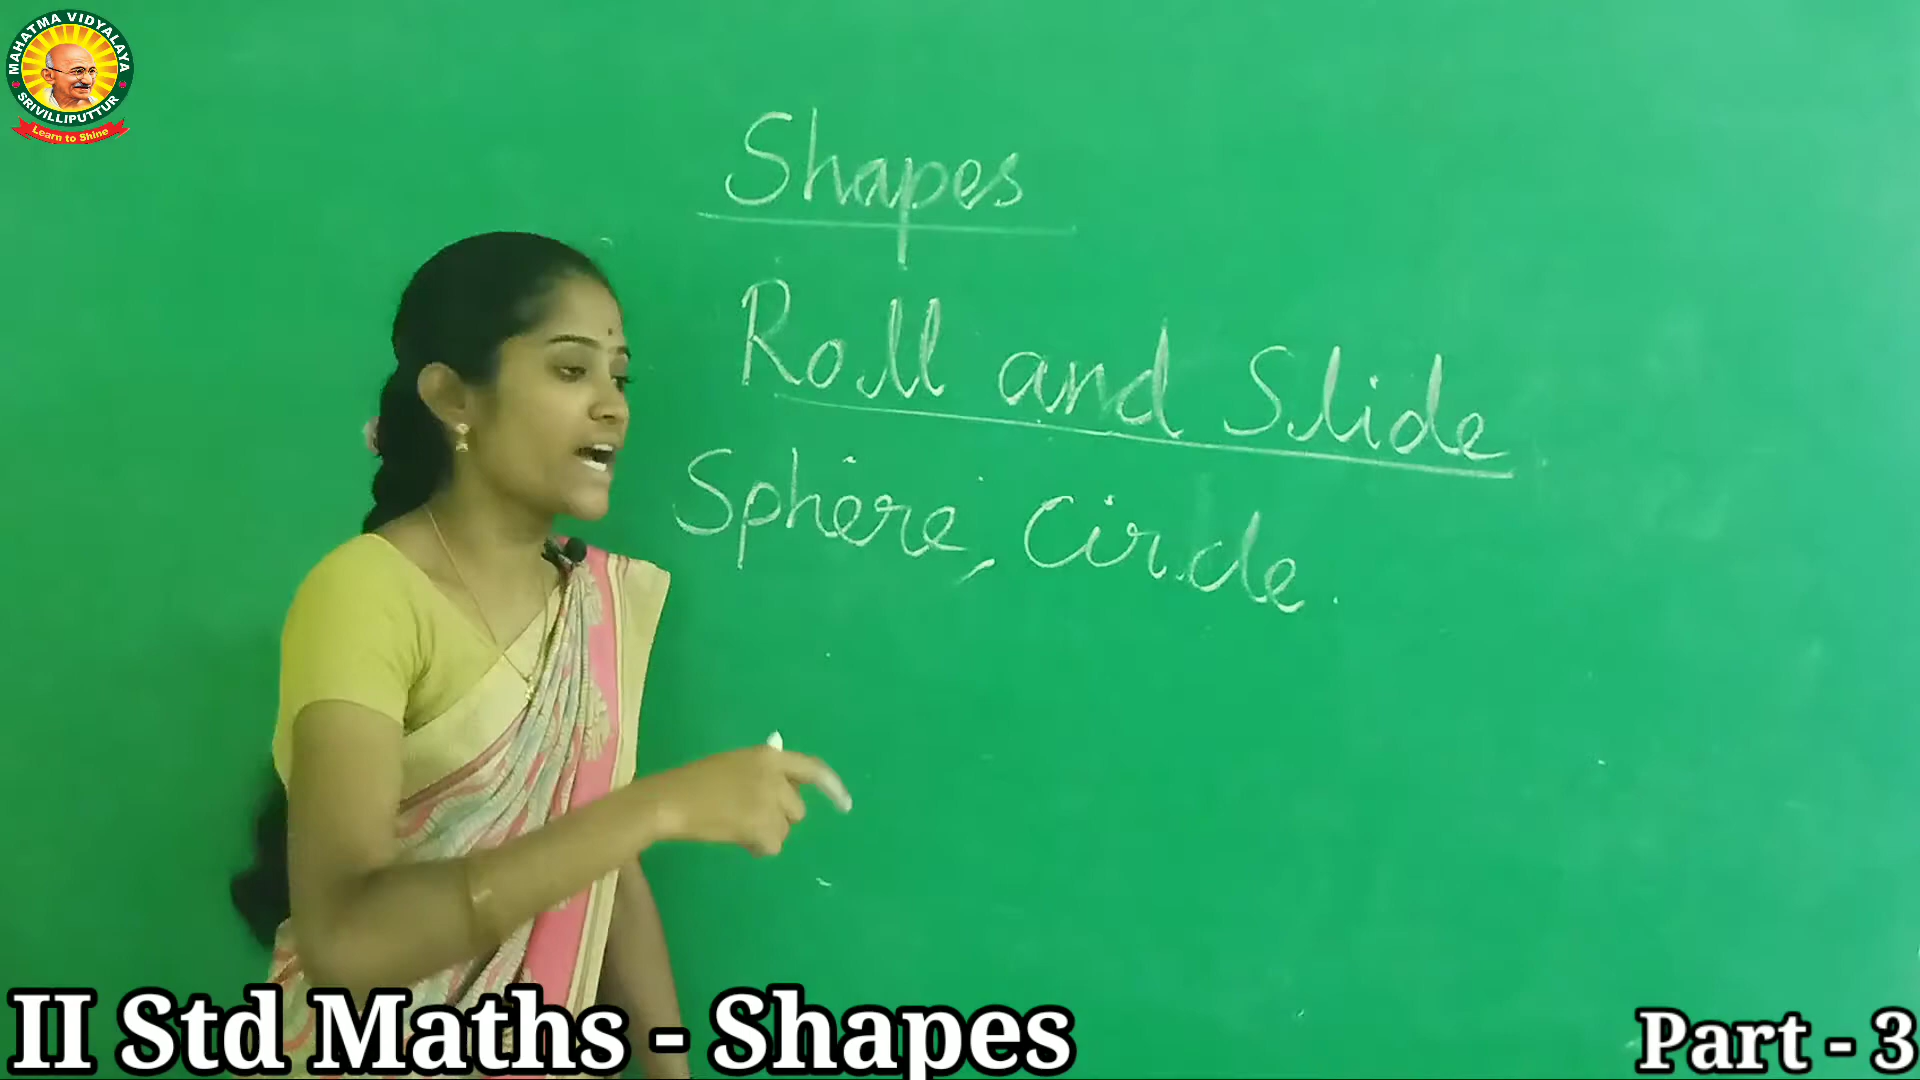 MAHATMA VIDYALAYA
SRIVILLIPUTTUR
Learn to Shine
Shapes
Roll and Slide
Sphere, Circle.
II Std Maths - Shapes
Part - 3